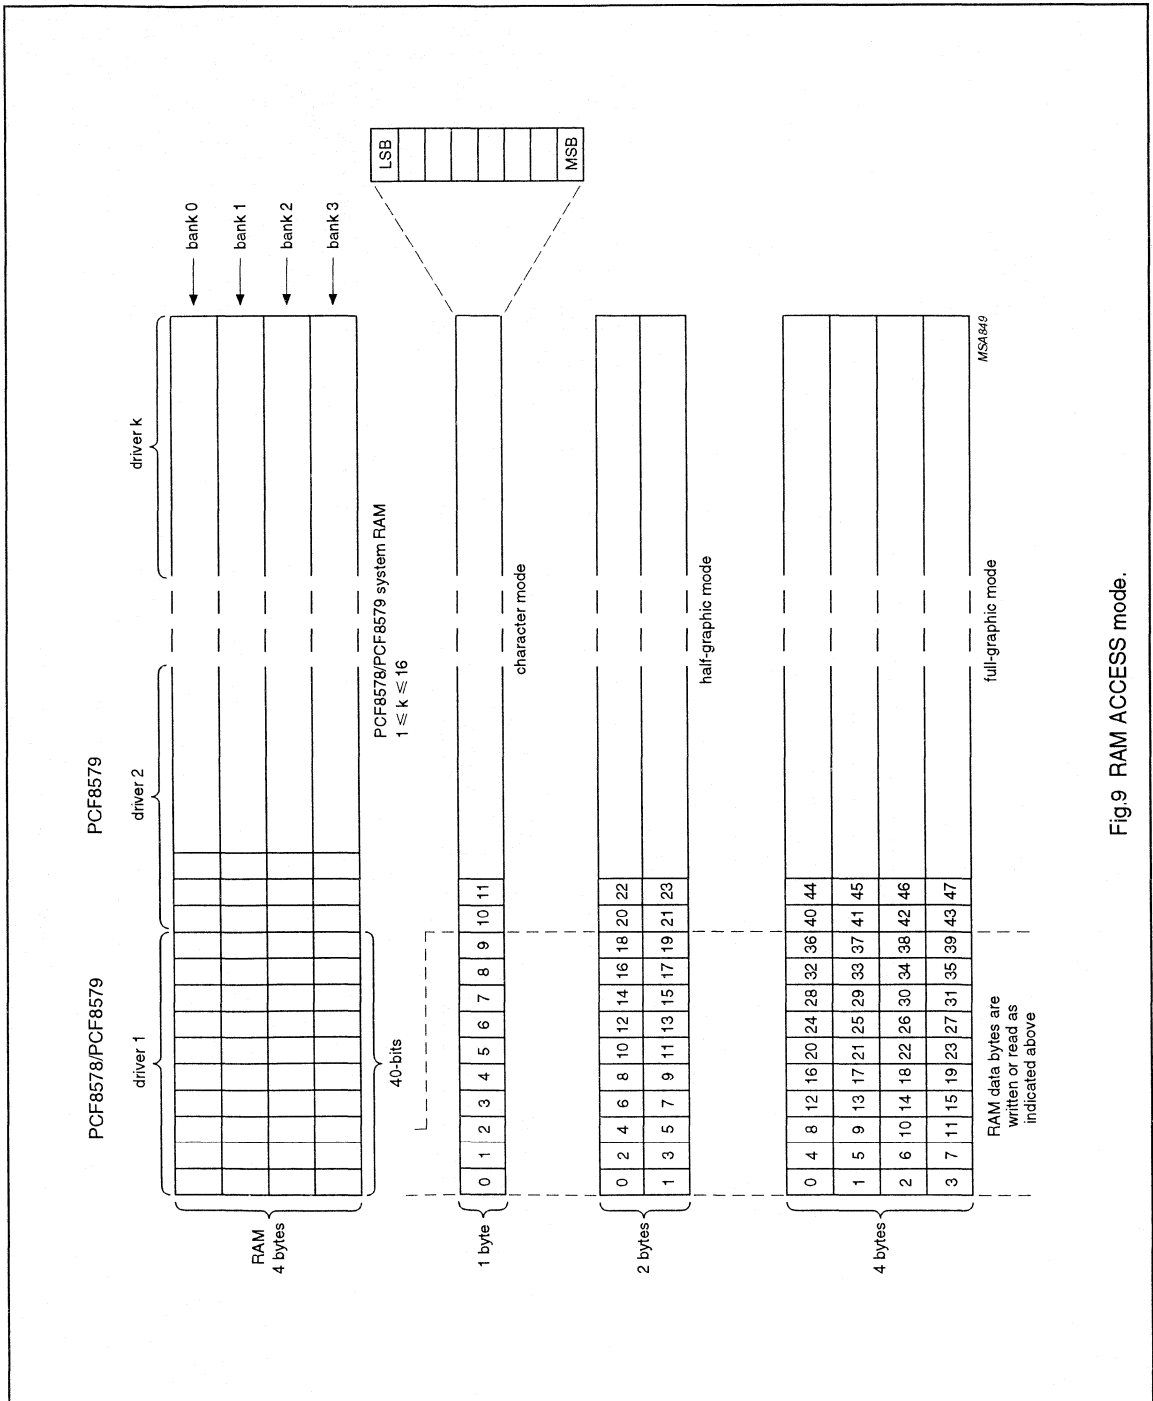 PCF8578/PCF8579 PCF8579
driver 1 driver 2 driver k
RAM
4 bytes
bank 0
bank 1
bank 2
bank 3
40-bits
PCF8578/PCF8579 system RAM
1 ≤ k ≤ 16
LSB
MSB
1 byte
0 1 2 3 4 5 6 7 8 9 10 11
character mode
2 bytes
0 2 4 6 8 10 12 14 16 18 20 22
1 3 5 7 9 11 13 15 17 19 21 23
half-graphic mode
4 bytes
0 4 8 12 16 20 24 28 32 36 40 44
1 5 9 13 17 21 25 29 33 37 41 45
2 6 10 14 18 22 26 30 34 38 42 46
3 7 11 15 19 23 27 31 35 39 43 47
RAM data bytes are
written or read as
indicated above
full-graphic mode
MSA849
Fig.9 RAM ACCESS mode.